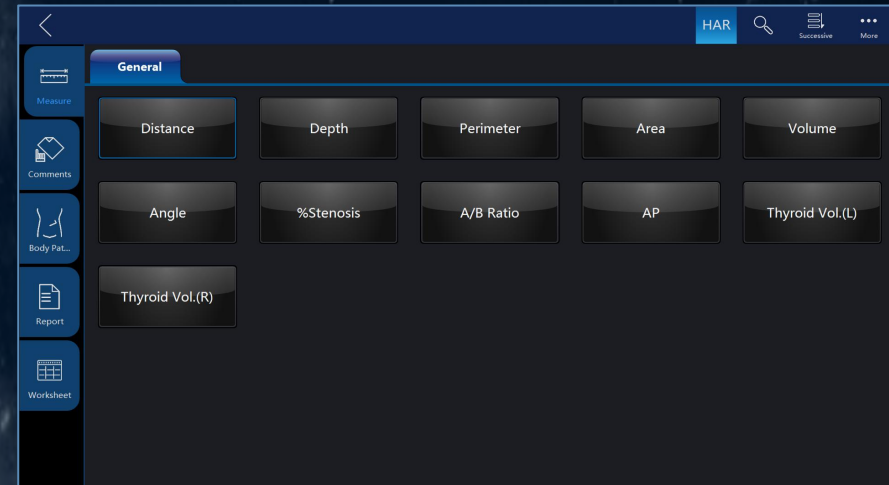 HAR
Successive
More
Measure
General
Distance
Depth
Perimeter
Area
Volume
Comments
Angle
%Stenosis
A/B Ratio
AP
Thyroid Vol.(L)
Body Pat...
Thyroid Vol.(R)
Report
Worksheet